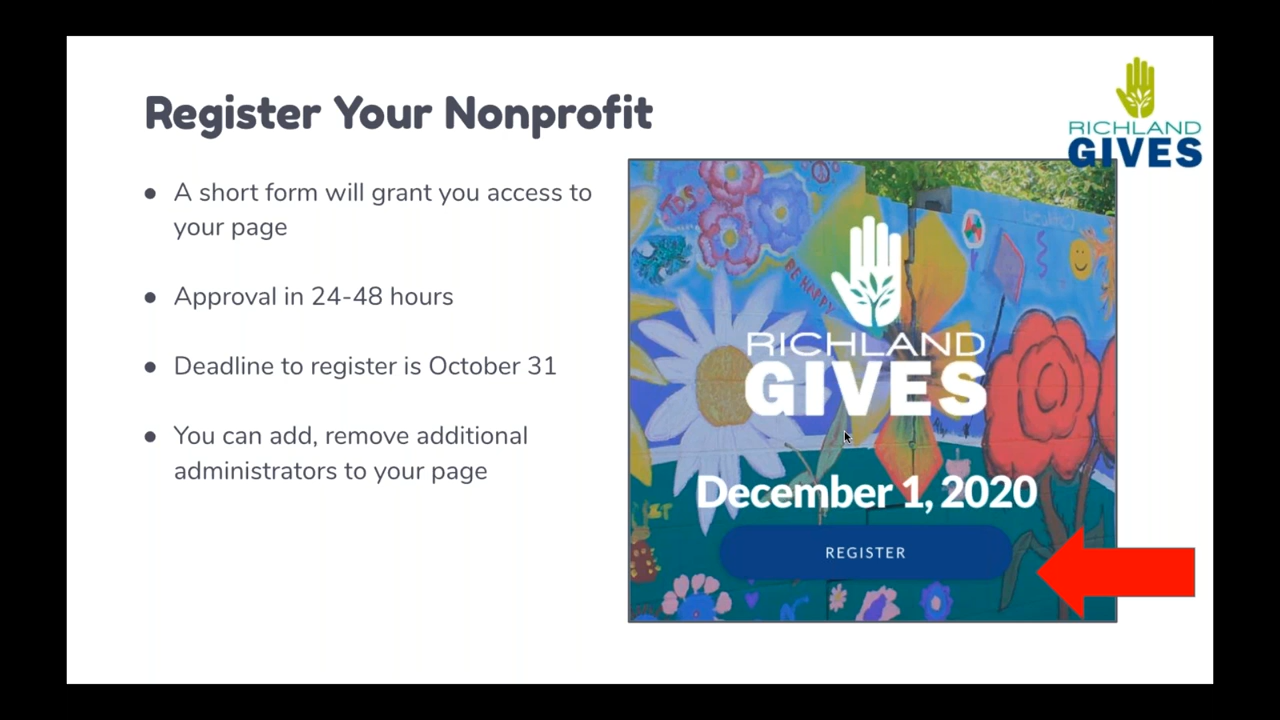 Register Your Nonprofit
RICHLAND
GIVES
● A short form will grant you access to
your page
● Approval in 24-48 hours
● Deadline to register is October 31
● You can add, remove additional
administrators to your page
BE HAPPY
RICHLAND
GIVES
December 1, 2020
REGISTER